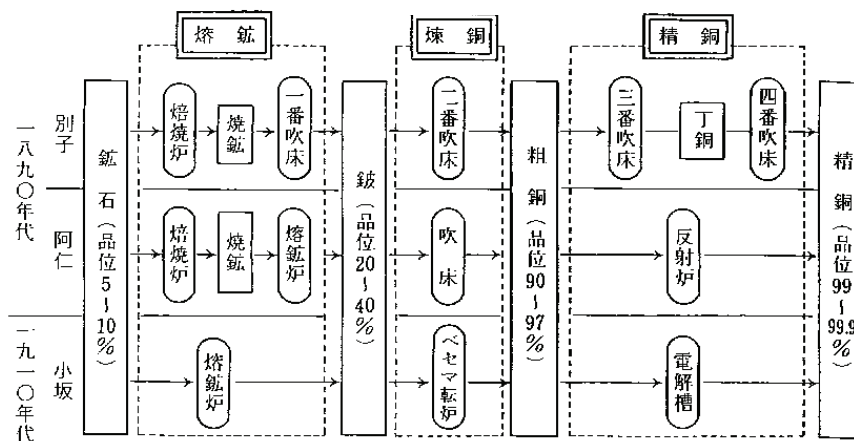 熔鉱
煉銅
精銅
一八九〇年代
一九一〇年代
別子
阿仁
小坂
鉱石(品位5~10%)
焙焼炉
焼鉱
一番吹床
焙焼炉
焼鉱
熔鉱炉
熔鉱炉
鈹(品位20~40%)
二番吹床
吹床
ベセマ転炉
粗銅(品位90~97%)
三番吹床
丁銅
四番吹床
反射炉
電解槽
精銅(品位99~99.9%)